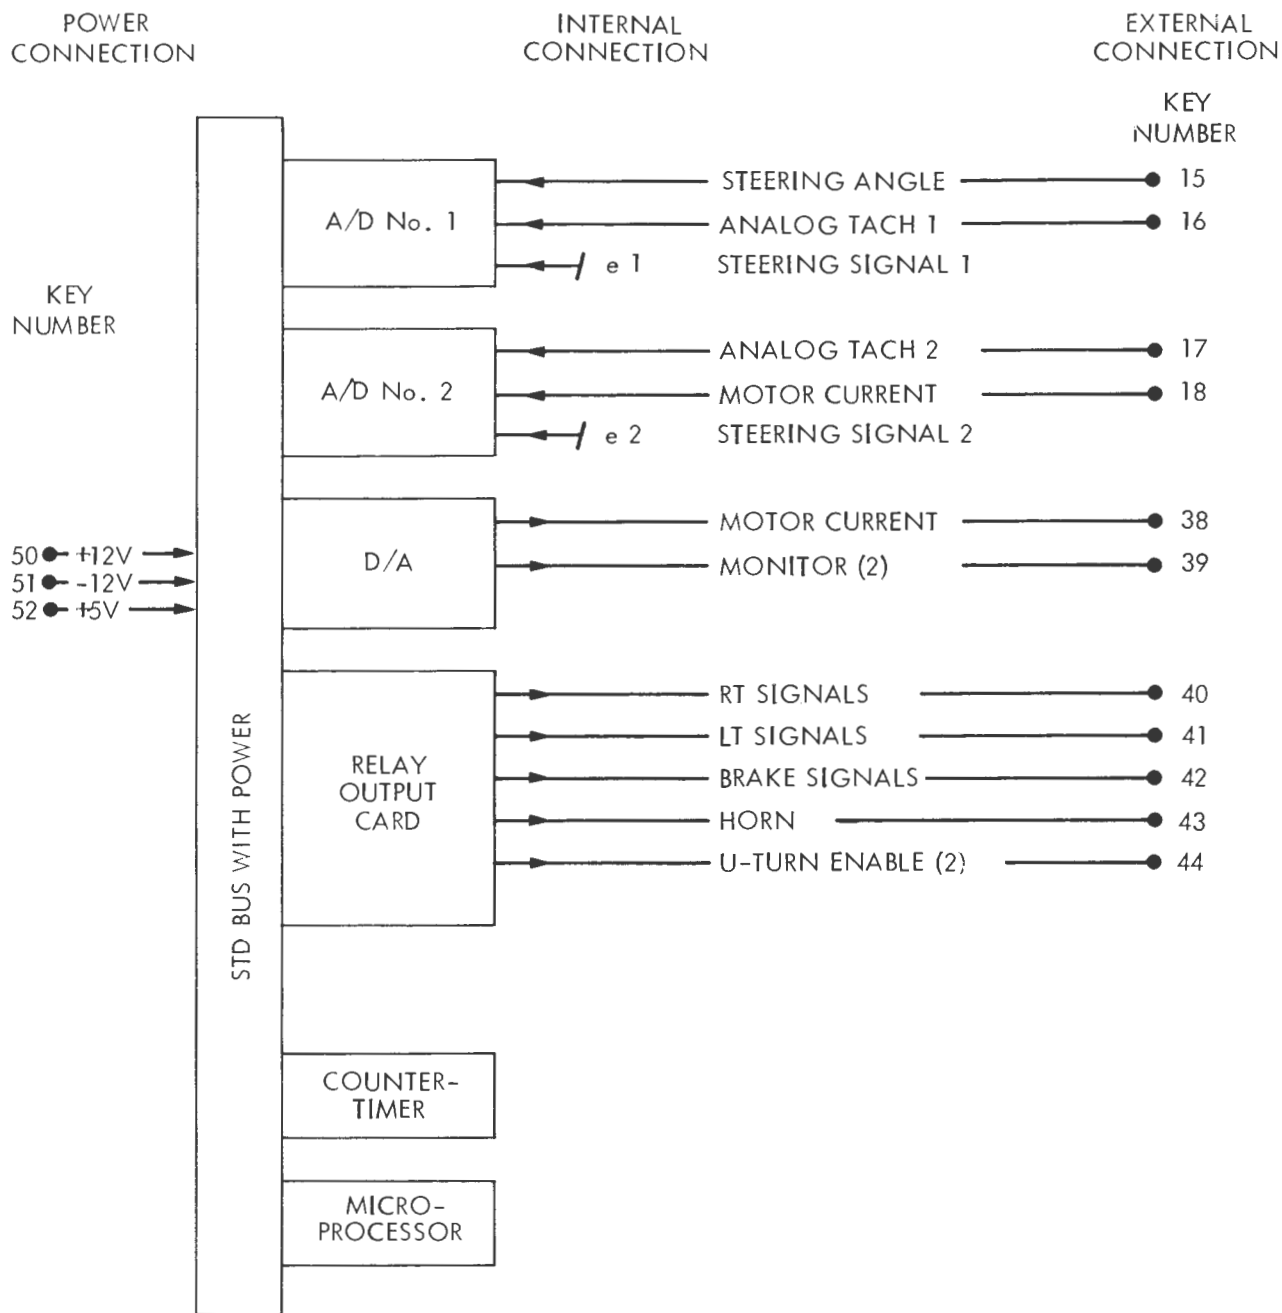 POWER
CONNECTION
INTERNAL
CONNECTION
EXTERNAL
CONNECTION
KEY
NUMBER
A/D No. 1
STEERING ANGLE 15
ANALOG TACH 1 16
e 1 STEERING SIGNAL 1
KEY
NUMBER
A/D No. 2
ANALOG TACH 2 17
MOTOR CURRENT 18
e 2 STEERING SIGNAL 2
50 +12V
51 -12V
52 +5V
D/A
MOTOR CURRENT 38
MONITOR (2) 39
STD BUS WITH POWER
RELAY
OUTPUT
CARD
RT SIGNALS 40
LT SIGNALS 41
BRAKE SIGNALS 42
HORN 43
U-TURN ENABLE (2) 44
COUNTER-
TIMER
MICRO-
PROCESSOR